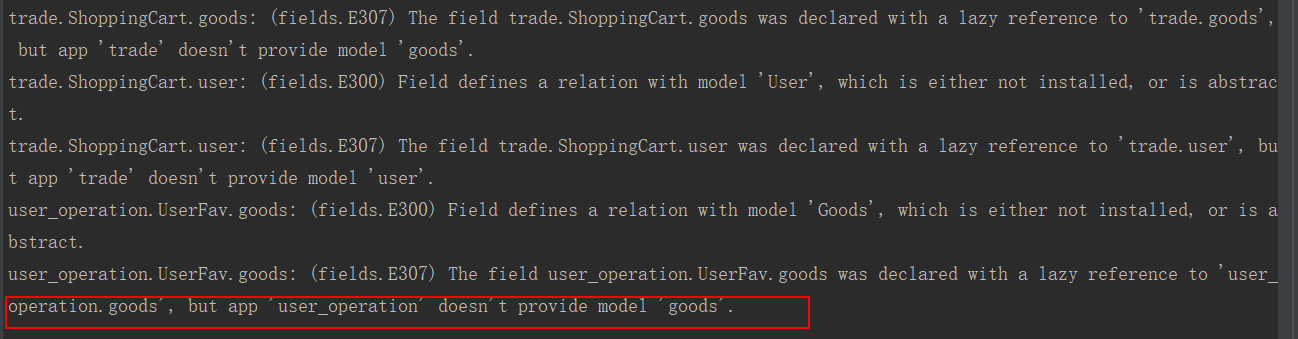 trade.ShoppingCart.goods: (fields.E307) The field trade.ShoppingCart.goods was declared with a lazy reference to 'trade.goods',
 but app 'trade' doesn't provide model 'goods'.
trade.ShoppingCart.user: (fields.E300) Field defines a relation with model 'User', which is either not installed, or is abstrac
t.
trade.ShoppingCart.user: (fields.E307) The field trade.ShoppingCart.user was declared with a lazy reference to 'trade.user', bu
t app 'trade' doesn't provide model 'user'.
user_operation.UserFav.goods: (fields.E300) Field defines a relation with model 'Goods', which is either not installed, or is a
bstract.
user_operation.UserFav.goods: (fields.E307) The field user_operation.UserFav.goods was declared with a lazy reference to 'user_
operation.goods', but app 'user_operation' doesn't provide model 'goods'.